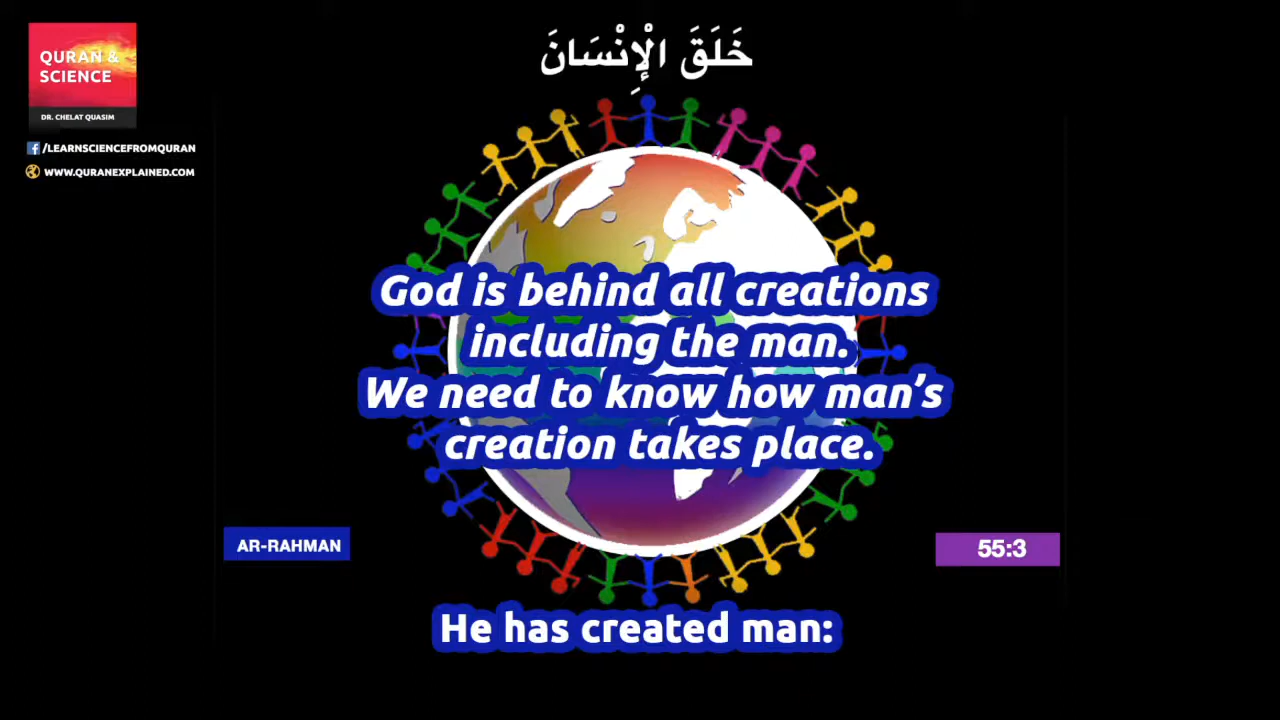 QURAN &
SCIENCE
DR. CHELAT QUASIM
/LEARNSCIENCEFROMQURAN
WWW.QURANEXPLAINED.COM
خَلَقَ الْإِنْسَانَ
God is behind all creations
including the man.
We need to know how man’s
creation takes place.
AR-RAHMAN
55:3
He has created man: